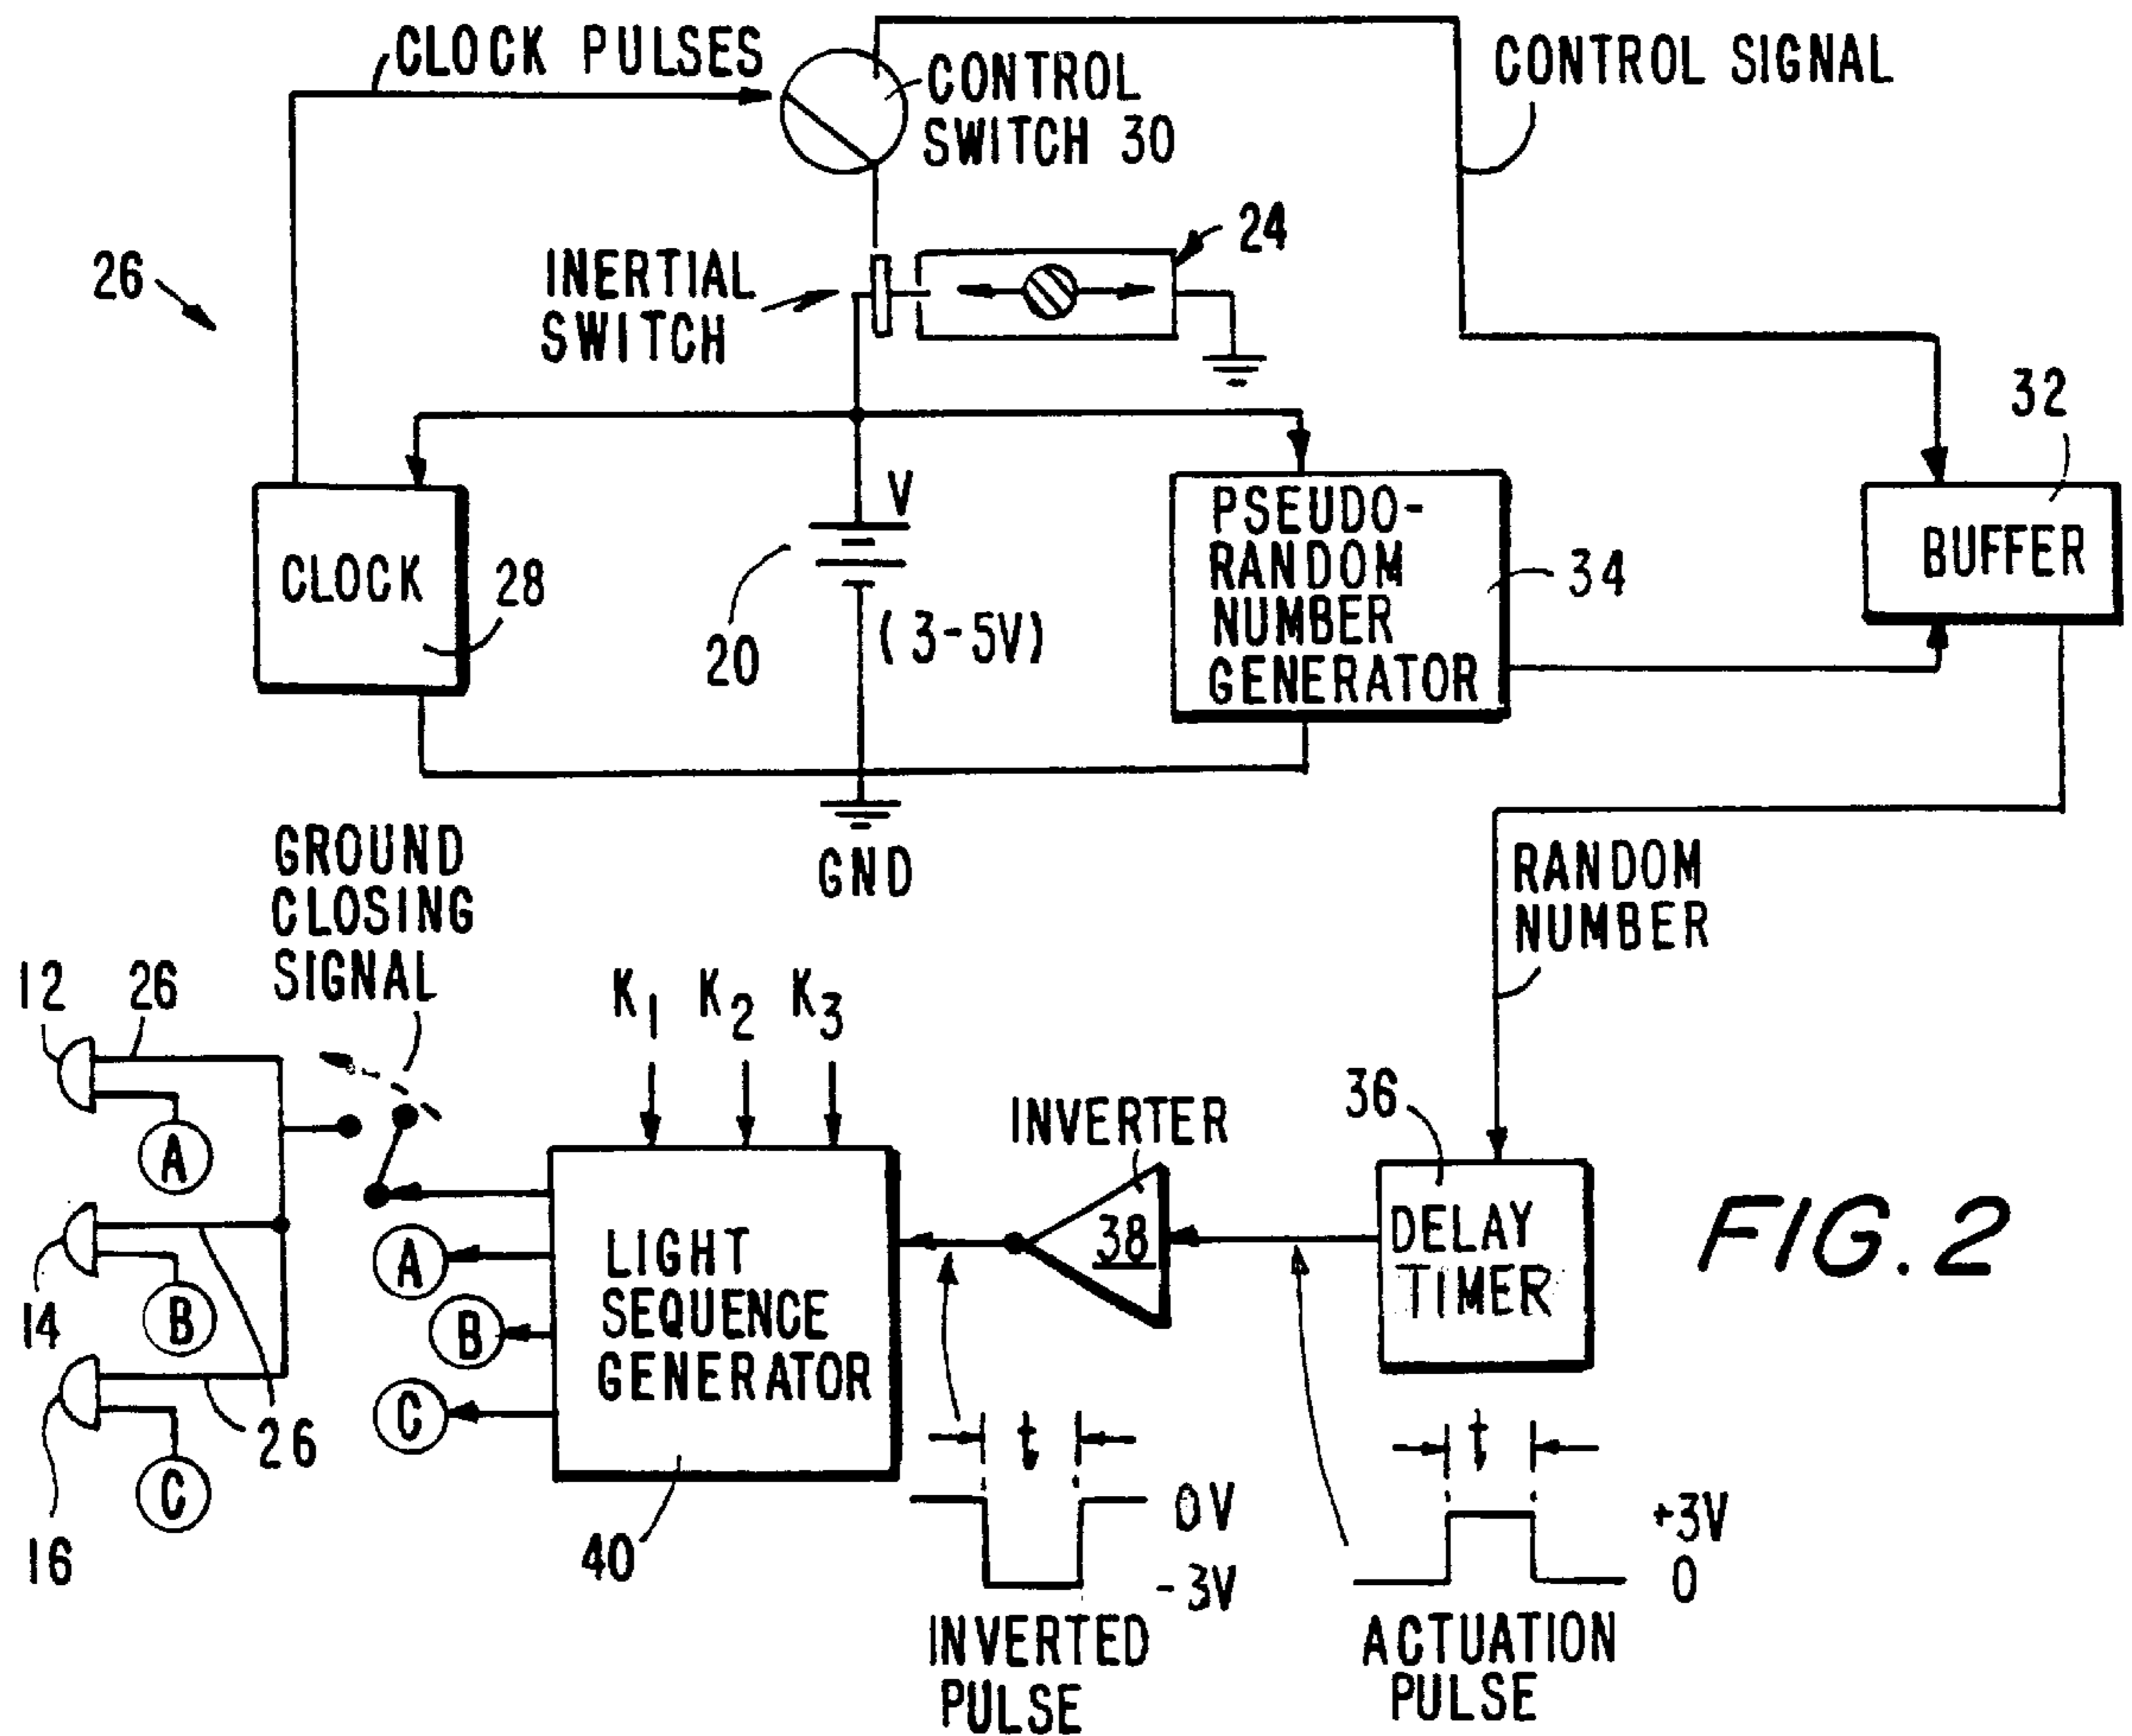 CLOCK PULSES
CONTROL
SWITCH 30
CONTROL SIGNAL
24
26
INERTIAL
SWITCH
32
V
CLOCK
28
20
(3-5V)
PSEUDO-
RANDOM
NUMBER
GENERATOR
34
BUFFER
GND
GROUND
CLOSING
SIGNAL
RANDOM
NUMBER
12
26
K1
K2
K3
A
14
B
16
C
26
A
B
C
LIGHT
SEQUENCE
GENERATOR
40
INVERTER
38
36
DELAY
TIMER
FIG. 2
t
0V
-3V
INVERTED
PULSE
t
+3V
0
ACTUATION
PULSE